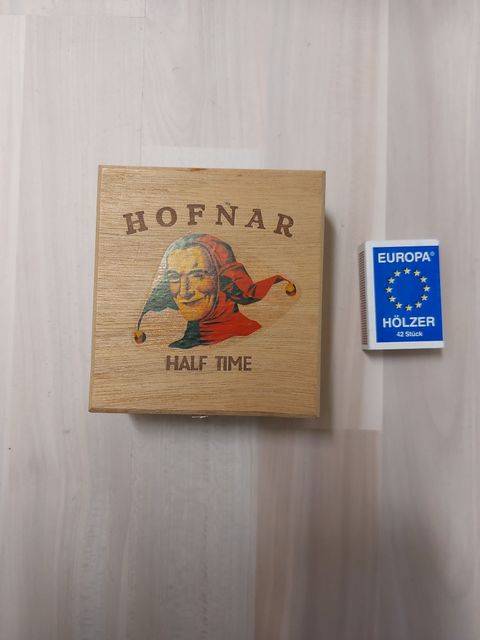 HOFNAR
HALF TIME
EUROPA®
HÖLZER
42 Stück